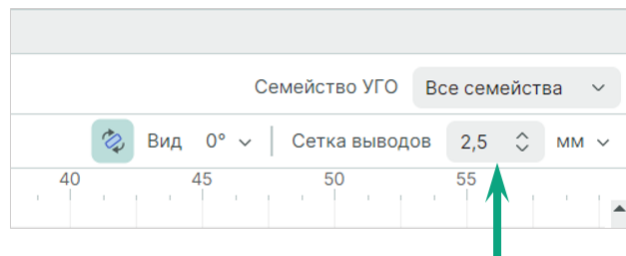 Семейство УГО Все семейства
Вид 0° Сетка выводов 2,5 мм
40 45 50 55